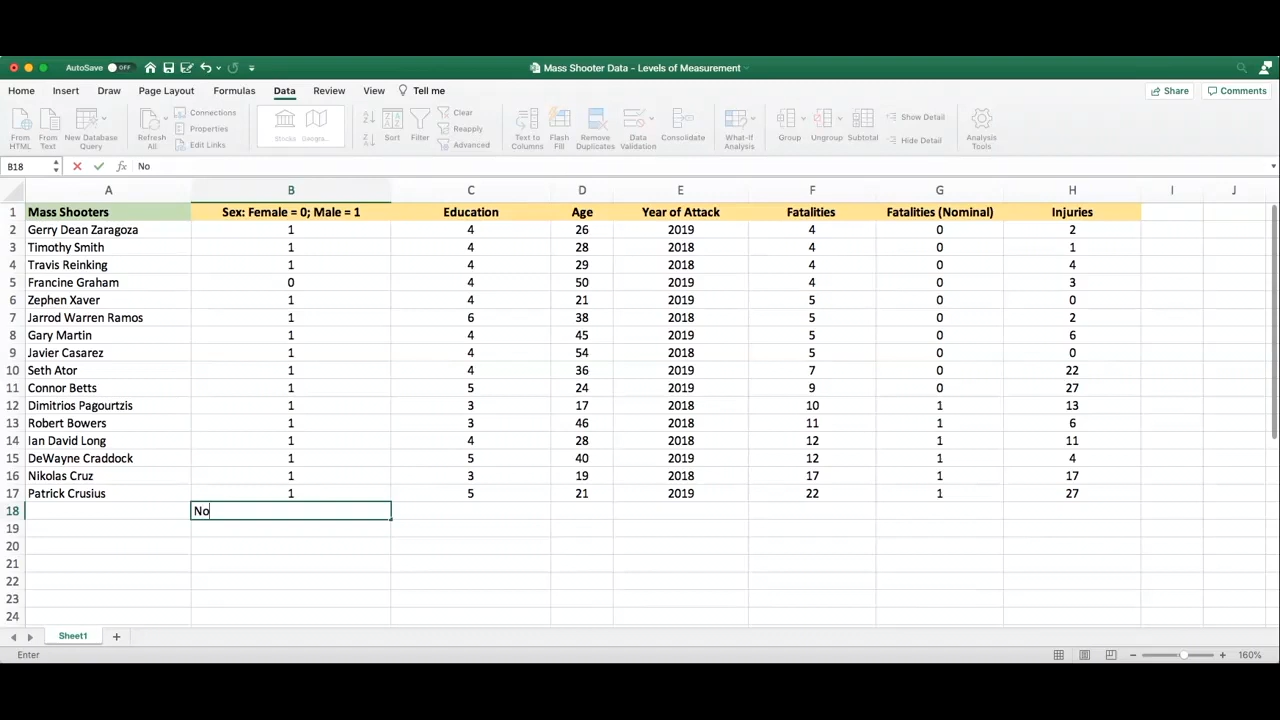 AutoSave OFF Mass Shooter Data - Levels of Measurement
Home Insert Draw Page Layout Formulas Data Review View Tell me Share Comments
From HTML From Text New Database Query Refresh All Connections Properties Edit Links Stocks Sort Filter Clear Reapply Advanced Text to Columns Flash Fill Remove Duplicates Data Validation Consolidate What-If Analysis Group Ungroup Subtotal Show Detail Hide Detail Analysis Tools
B18 fx No
A B C D E F G H I J
1 Mass Shooters Sex: Female = 0; Male = 1 Education Age Year of Attack Fatalities Fatalities (Nominal) Injuries
2 Gerry Dean Zaragoza 1 4 26 2019 4 0 2
3 Timothy Smith 1 4 28 2018 4 0 1
4 Travis Reinking 1 4 29 2018 4 0 4
5 Francine Graham 0 4 50 2019 4 0 3
6 Zephen Xaver 1 4 21 2019 5 0 0
7 Jarrod Warren Ramos 1 6 38 2018 5 0 2
8 Gary Martin 1 4 45 2019 5 0 6
9 Javier Casarez 1 4 54 2018 5 0 0
10 Seth Ator 1 4 36 2019 7 0 22
11 Connor Betts 1 5 24 2019 9 0 27
12 Dimitrios Pagourtzis 1 3 17 2018 10 1 13
13 Robert Bowers 1 3 46 2018 11 1 6
14 Ian David Long 1 4 28 2018 12 1 11
15 DeWayne Craddock 1 5 40 2019 12 1 4
16 Nikolas Cruz 1 3 19 2018 17 1 17
17 Patrick Crusius 1 5 21 2019 22 1 27
18 No
19
20
21
22
23
24
Sheet1
Enter 160%